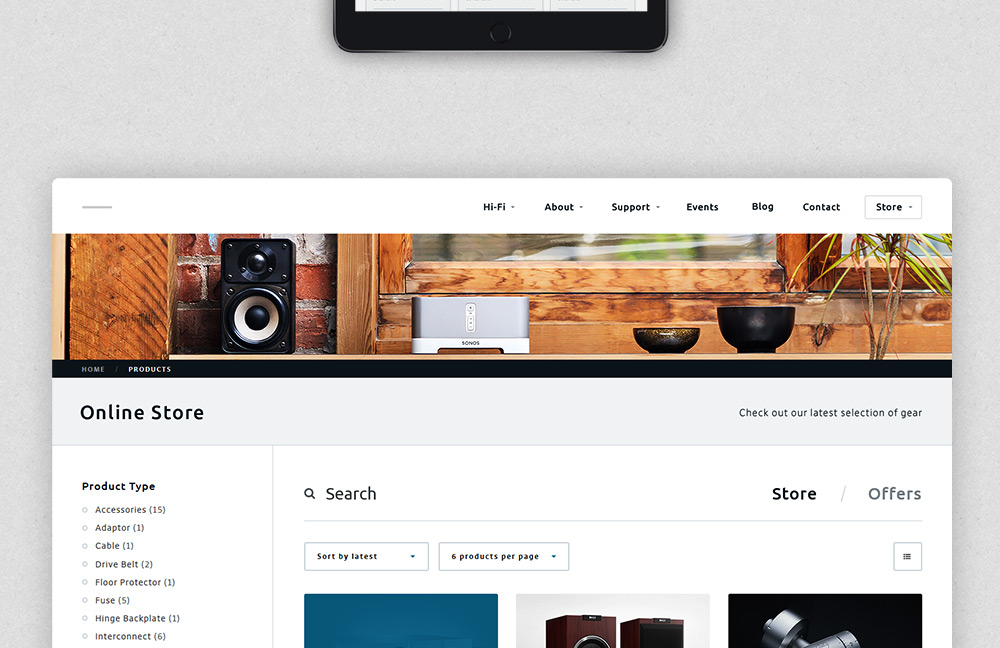 Hi-Fi About Support Events Blog Contact Store
SONOS
HOME / PRODUCTS
Online Store
Check out our latest selection of gear
Product Type
Accessories (15)
Adaptor (1)
Cable (1)
Drive Belt (2)
Floor Protector (1)
Fuse (5)
Hinge Backplate (1)
Interconnect (6)
Search
Store / Offers
Sort by latest
6 products per page